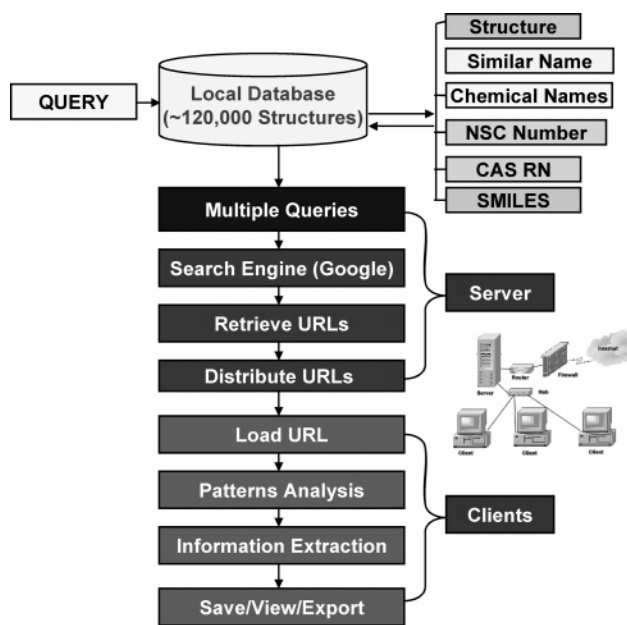 Structure
Similar Name
Chemical Names
NSC Number
CAS RN
SMILES
QUERY
Local Database
(~120,000 Structures)
Multiple Queries
Search Engine (Google)
Retrieve URLs
Distribute URLs
Load URL
Patterns Analysis
Information Extraction
Save/View/Export
Server
Clients
Internet
Router
Firewall
Server
Hub
Client
Client
Client